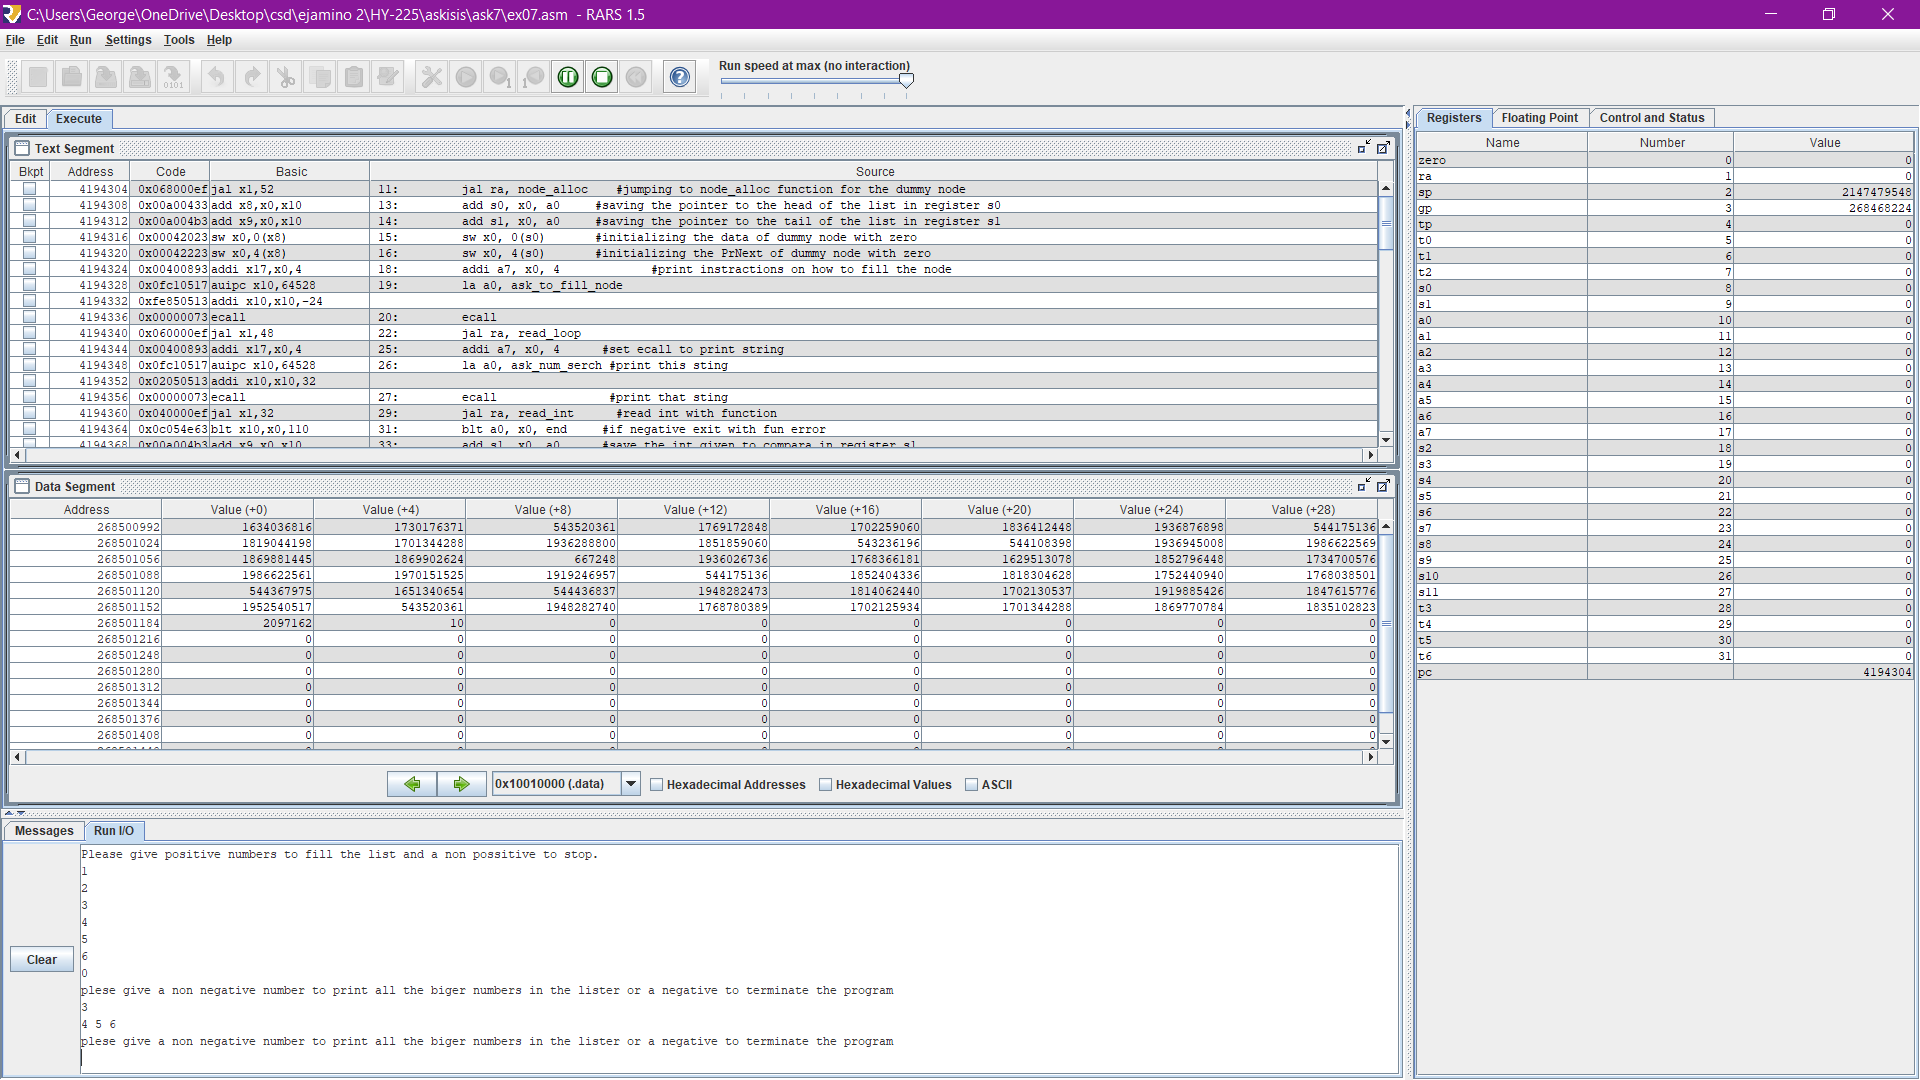 C:\Users\George\OneDrive\Desktop\csd\ejamino 2\HY-225\askisis\ask7\ex07.asm - RARS 1.5
File Edit Run Settings Tools Help
Run speed at max (no interaction)
Edit Execute
Text Segment
Bkpt Address Code Basic Source
4194304 0x068000ef jal x1,52 11: jal ra, node_alloc #jumping to node_alloc function for the dummy node
4194308 0x00a00433 add x8,x0,x10 13: add s0, x0, a0 #saving the pointer to the head of the list in register s0
4194312 0x00a004b3 add x9,x0,x10 14: add s1, x0, a0 #saving the pointer to the tail of the list in register s1
4194316 0x00042023 sw x0,0(x8) 15: sw x0, 0(s0) #initializing the data of dummy node with zero
4194320 0x00042223 sw x0,4(x8) 16: sw x0, 4(s0) #initializing the PrNext of dummy node with zero
4194324 0x00400893 addi x17,x0,4 18: addi a7, x0, 4 #print instractions on how to fill the node
4194328 0x0fc10517 auipc x10,64528 19: la a0, ask_to_fill_node
4194332 0xfe850513 addi x10,x10,-24
4194336 0x00000073 ecall 20: ecall
4194340 0x060000ef jal x1,48 22: jal ra, read_loop
4194344 0x00400893 addi x17,x0,4 25: addi a7, x0, 4 #set ecall to print string
4194348 0x0fc10517 auipc x10,64528 26: la a0, ask_num_serch #print this sting
4194352 0x02050513 addi x10,x10,32
4194356 0x00000073 ecall 27: ecall #print that sting
4194360 0x040000ef jal x1,32 29: jal ra, read_int #read int with function
4194364 0x0c054e63 blt x10,x0,110 31: blt a0, x0, end #if negative exit with fun error
4194368 0x00a004b3 add x9,x0,x10 33: add s1, x0, a0 #save the int given to compara in register s1
Data Segment
Address Value (+0) Value (+4) Value (+8) Value (+12) Value (+16) Value (+20) Value (+24) Value (+28)
268500992 1634036816 1730176371 543520361 1769172848 1702259060 1836412448 1936876898 544175136
268501024 1819044198 1701344288 1936288800 1851859060 543236196 544108398 1936945008 1986622569
268501056 1869881445 1869902624 667248 1936026736 1768366181 1629513078 1852796448 1734700576
268501088 1986622561 1970151525 1919246957 544175136 1852404336 1818304628 1752440940 1768038501
268501120 544367975 1651340654 544436837 1948282473 1814062440 1702130537 1919885426 1847615776
268501152 1952540517 543520361 1948282740 1768780389 1702125934 1701344288 1869770784 1835102823
268501184 2097162 10 0 0 0 0 0 0
268501216 0 0 0 0 0 0 0 0
268501248 0 0 0 0 0 0 0 0
268501280 0 0 0 0 0 0 0 0
268501312 0 0 0 0 0 0 0 0
268501344 0 0 0 0 0 0 0 0
268501376 0 0 0 0 0 0 0 0
268501408 0 0 0 0 0 0 0 0
0x10010000 (.data) Hexadecimal Addresses Hexadecimal Values ASCII
Messages Run I/O
Clear
Please give positive numbers to fill the list and a non possitive to stop.
1
2
3
4
5
6
0
plese give a non negative number to print all the biger numbers in the lister or a negative to terminate the program
3
4 5 6
plese give a non negative number to print all the biger numbers in the lister or a negative to terminate the program
Registers Floating Point Control and Status
Name Number Value
zero 0 0
ra 1 0
sp 2 2147479548
gp 3 268468224
tp 4 0
t0 5 0
t1 6 0
t2 7 0
s0 8 0
s1 9 0
a0 10 0
a1 11 0
a2 12 0
a3 13 0
a4 14 0
a5 15 0
a6 16 0
a7 17 0
s2 18 0
s3 19 0
s4 20 0
s5 21 0
s6 22 0
s7 23 0
s8 24 0
s9 25 0
s10 26 0
s11 27 0
t3 28 0
t4 29 0
t5 30 0
t6 31 0
pc 4194304